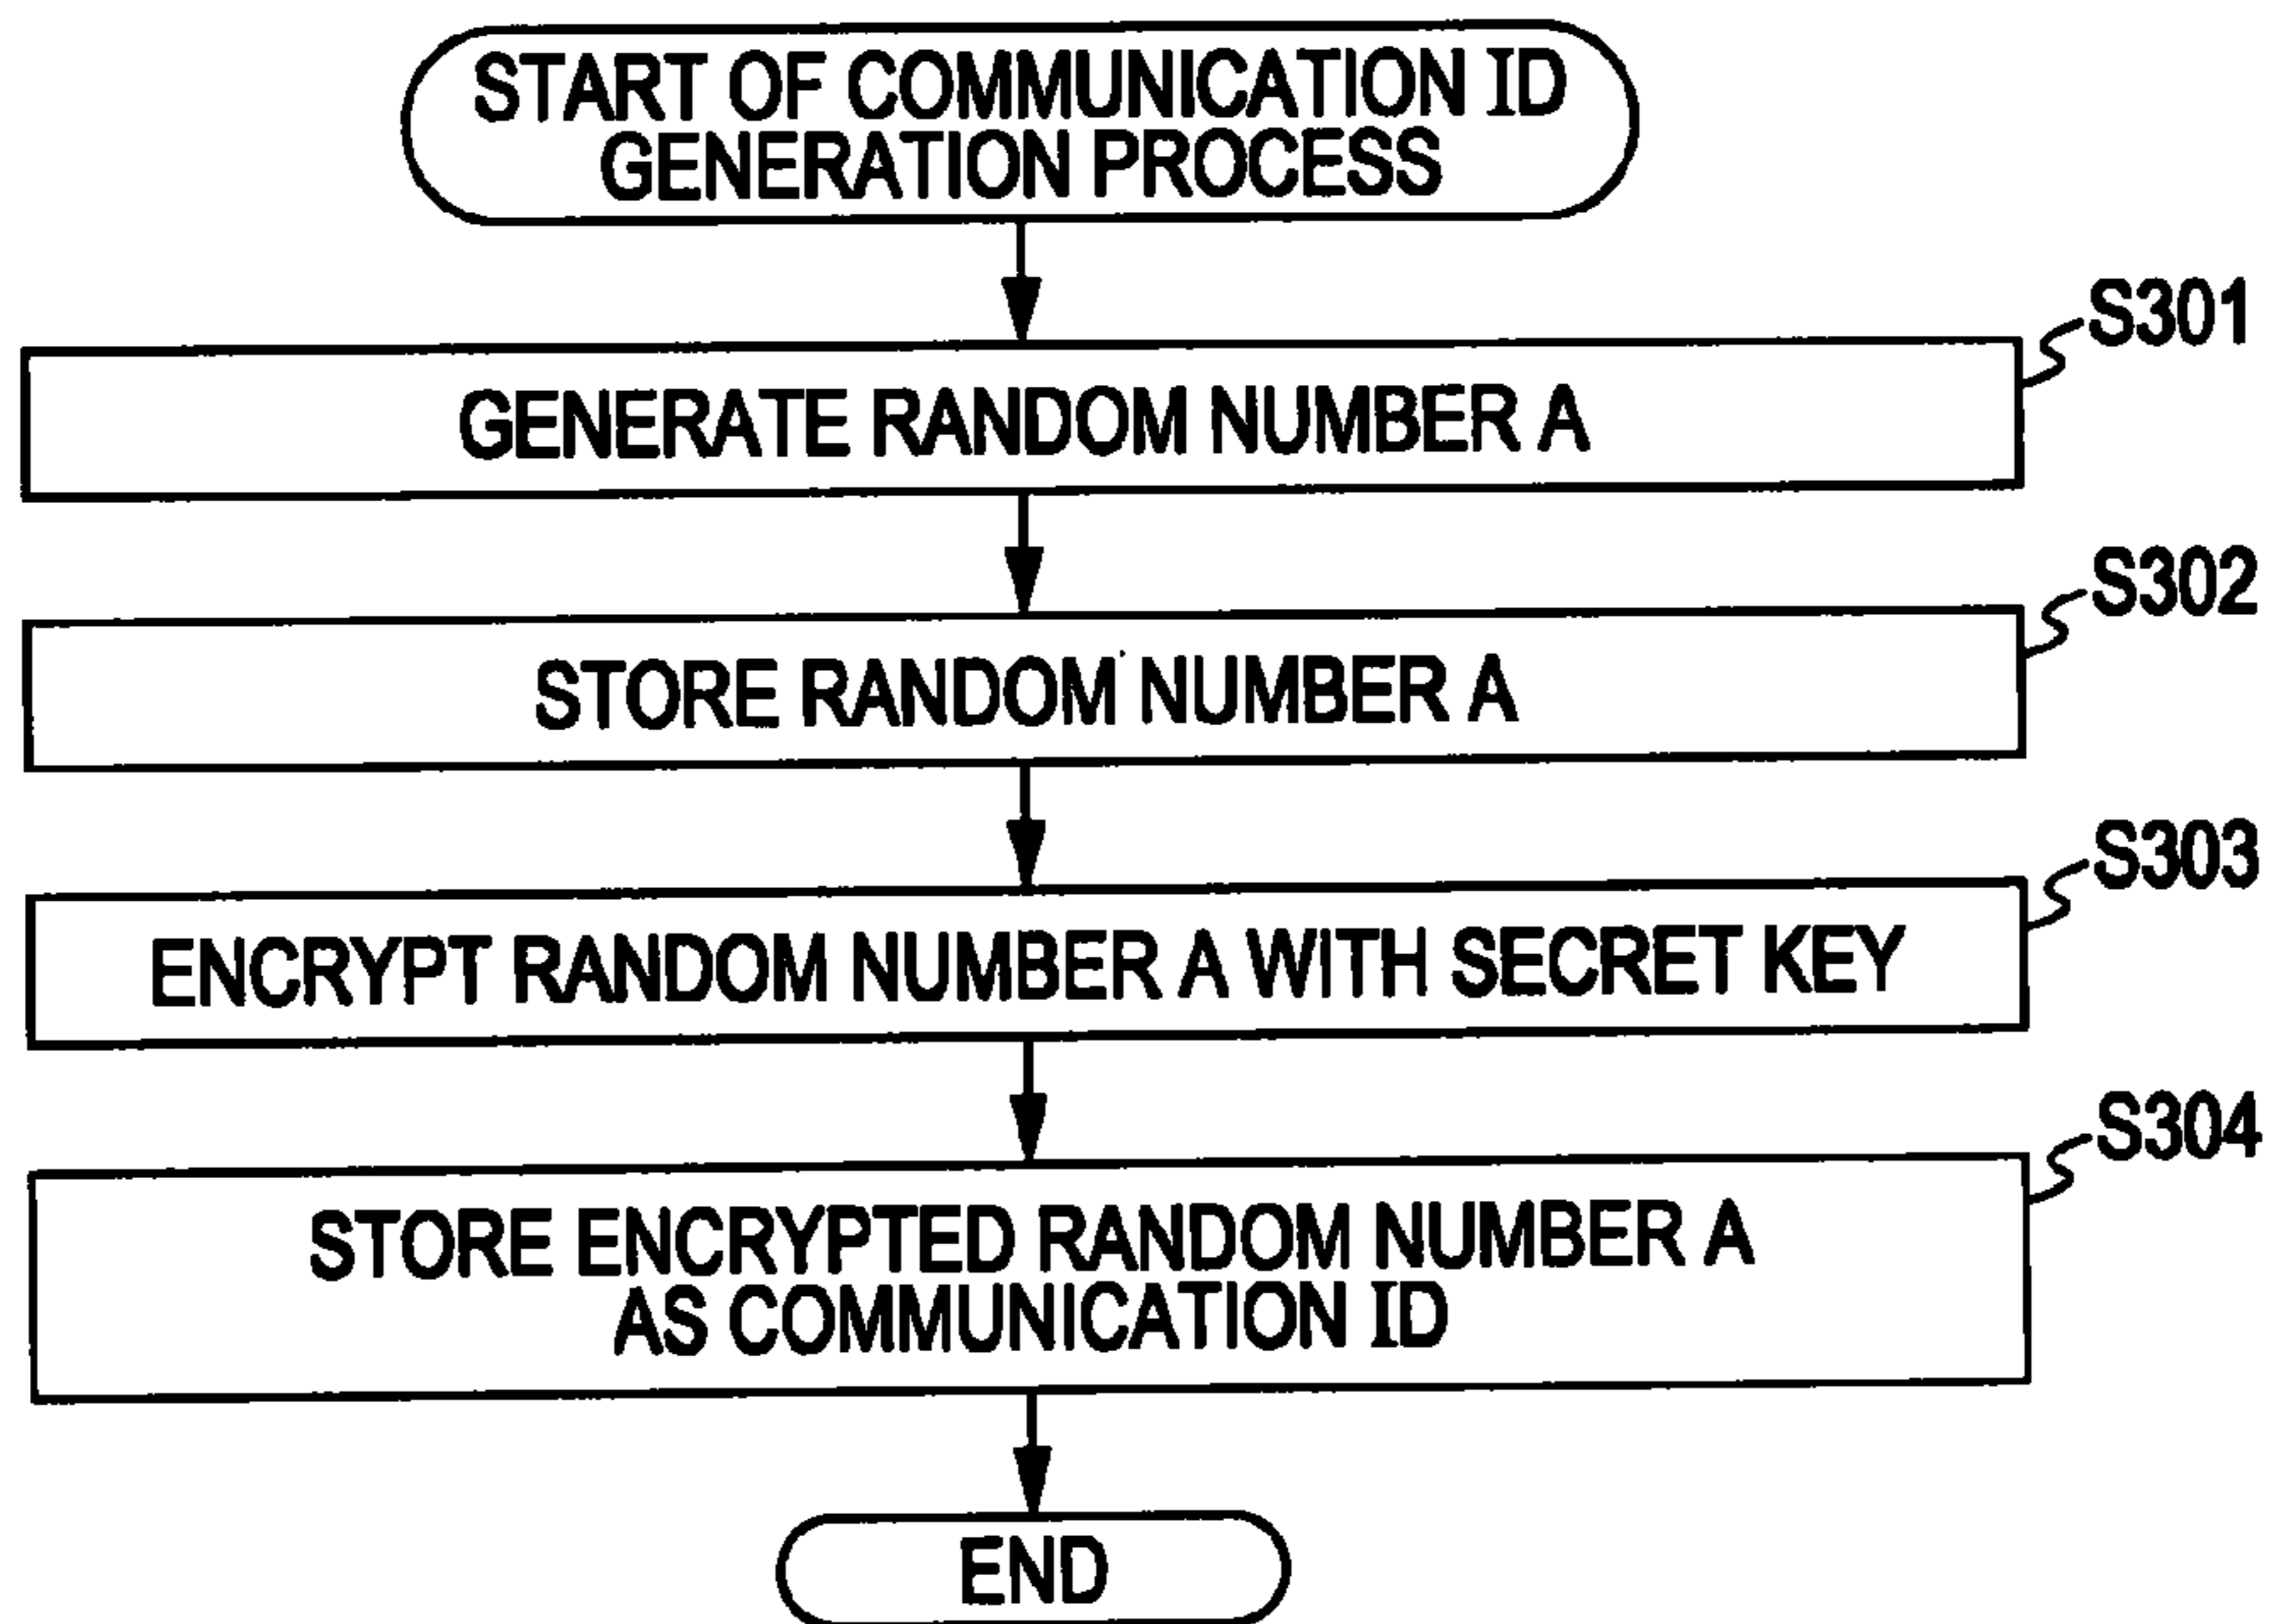 START OF COMMUNICATION ID
GENERATION PROCESS
S301
GENERATE RANDOM NUMBER A
S302
STORE RANDOM NUMBER A
S303
ENCRYPT RANDOM NUMBER A WITH SECRET KEY
S304
STORE ENCRYPTED RANDOM NUMBER A
AS COMMUNICATION ID
END